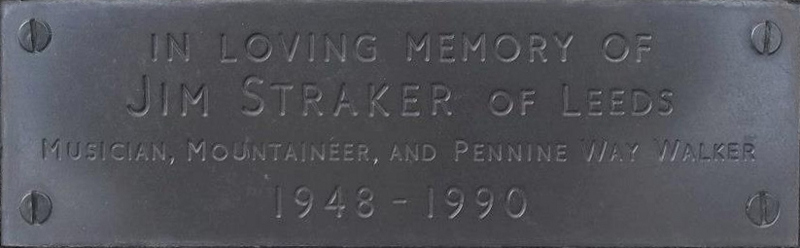 IN LOVING MEMORY OF
JIM STRAKER OF LEEDS
MUSICIAN, MOUNTAINEER, AND PENNINE WAY WALKER
1948 - 1990